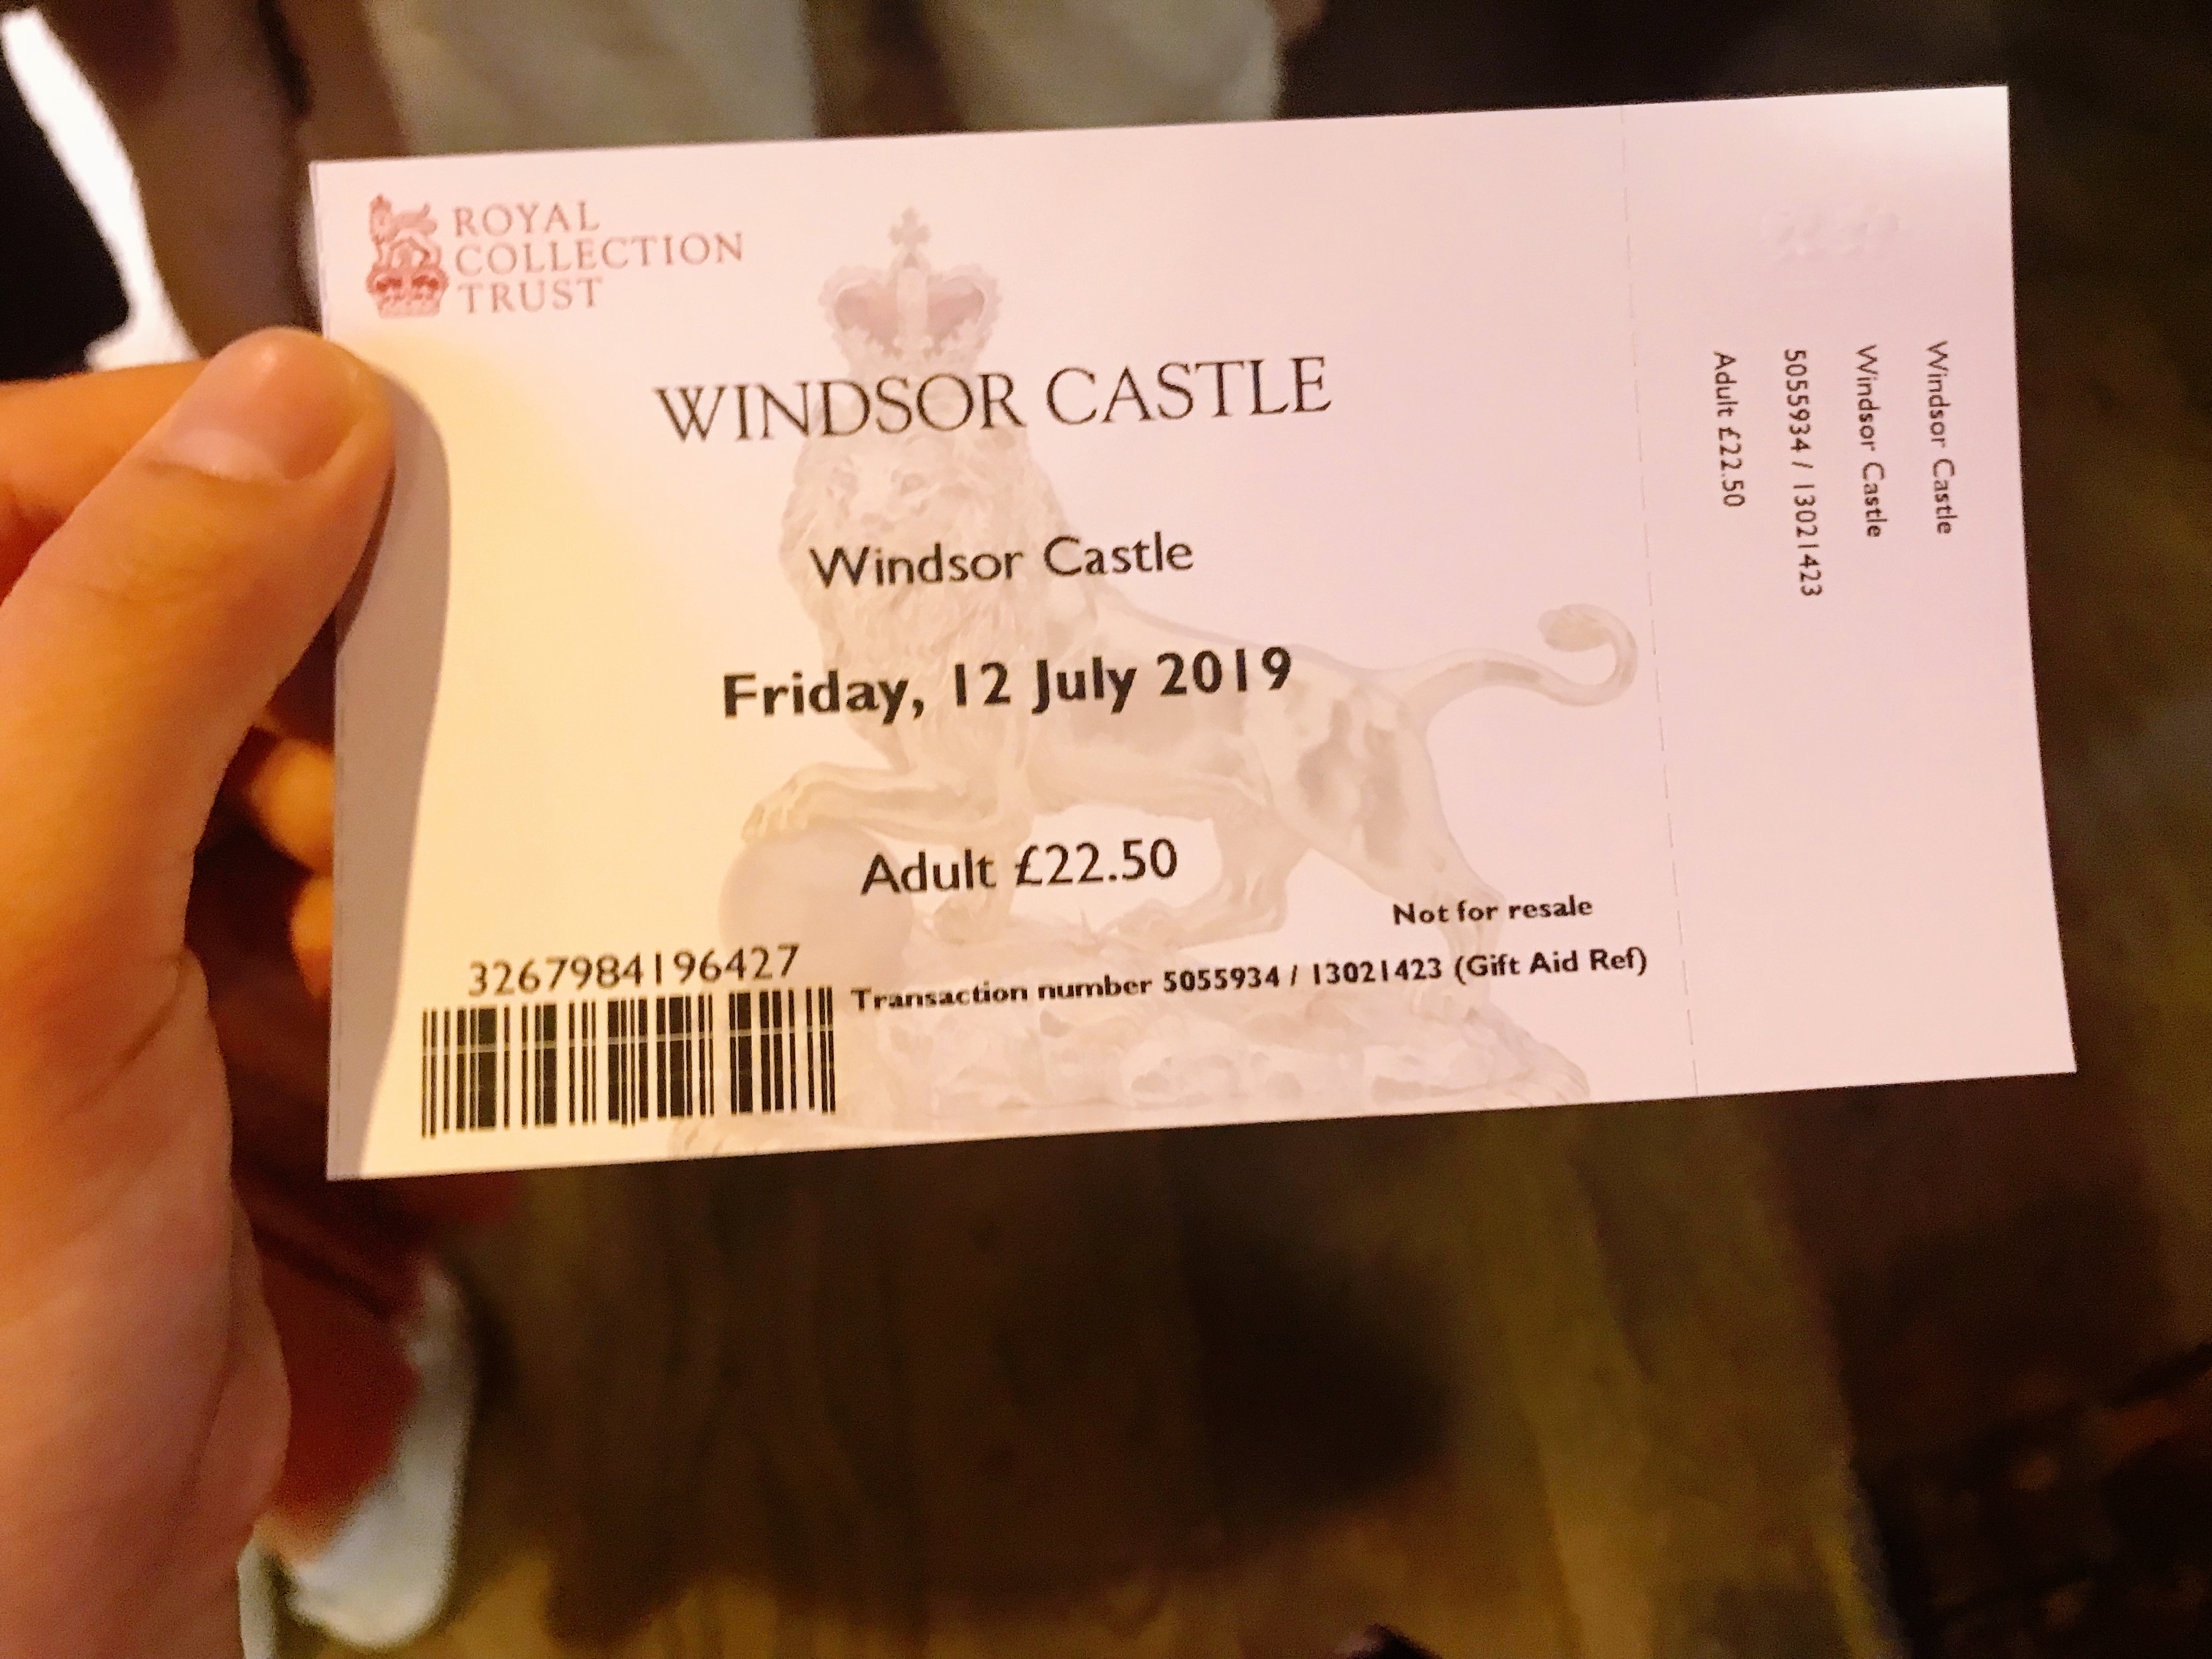 ROYAL
COLLECTION
TRUST
WINDSOR CASTLE
Windsor Castle
Friday, 12 July 2019
Adult £22.50
Not for resale
3267984196427
Transaction number 5055934 / 13021423 (Gift Aid Ref)
Windsor Castle
Windsor Castle
5055934 / 13021423
Adult £22.50